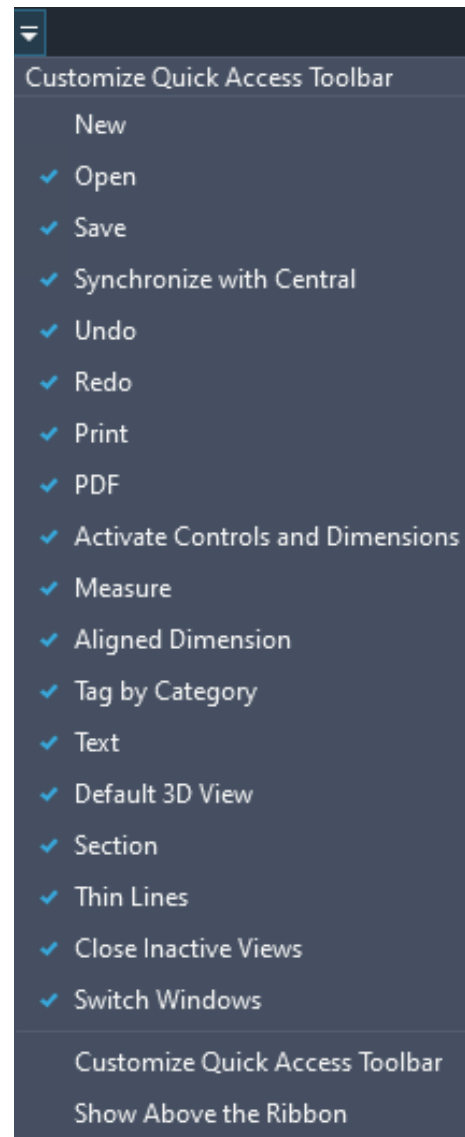 Customize Quick Access Toolbar
New
Open
Save
Synchronize with Central
Undo
Redo
Print
PDF
Activate Controls and Dimensions
Measure
Aligned Dimension
Tag by Category
Text
Default 3D View
Section
Thin Lines
Close Inactive Views
Switch Windows
Customize Quick Access Toolbar
Show Above the Ribbon